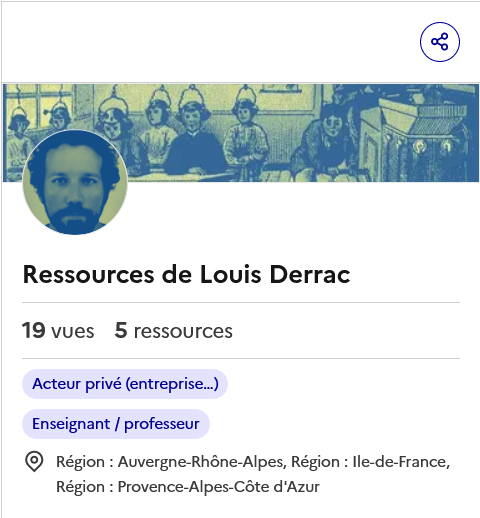 Ressources de Louis Derrac
19 vues 5 ressources
Acteur privé (entreprise...)
Enseignant / professeur
Région : Auvergne-Rhône-Alpes, Région : Ile-de-France,
Région : Provence-Alpes-Côte d'Azur